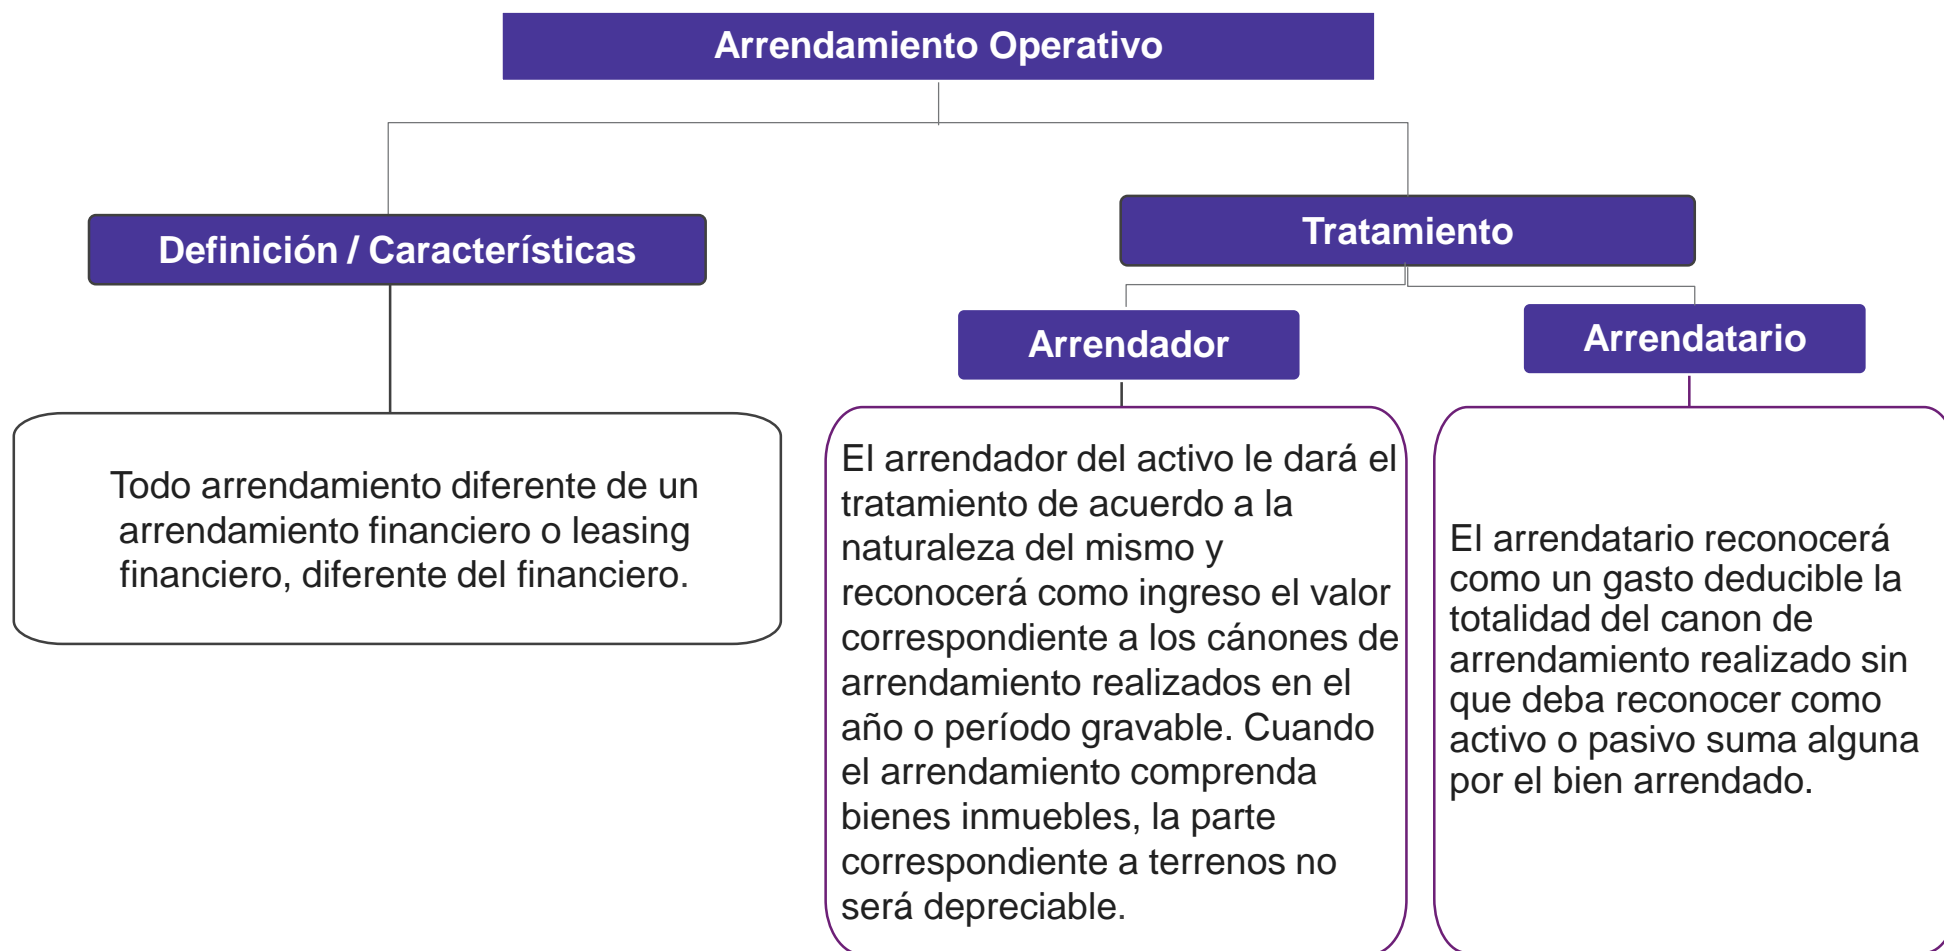 Arrendamiento Operativo
Definición / Características
Todo arrendamiento diferente de un
arrendamiento financiero o leasing
financiero, diferente del financiero.
Tratamiento
Arrendador
El arrendador del activo le dará el
tratamiento de acuerdo a la
naturaleza del mismo y
reconocerá como ingreso el valor
correspondiente a los cánones de
arrendamiento realizados en el
año o período gravable. Cuando
el arrendamiento comprenda
bienes inmuebles, la parte
correspondiente a terrenos no
será depreciable.
Arrendatario
El arrendatario reconocerá
como un gasto deducible la
totalidad del canon de
arrendamiento realizado sin
que deba reconocer como
activo o pasivo suma alguna
por el bien arrendado.